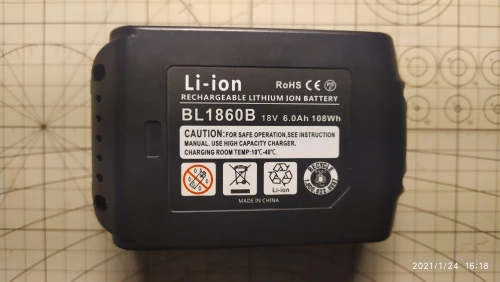 Li-ion RoHS CE
RECHARGEABLE LITHIUM ION BATTERY
BL1860B 18V 6.0Ah 108Wh
CAUTION:FOR SAFE OPERATION,SEE INSTRUCTION
MANUAL. USE HIGH CAPACITY CHARGER.
CHARGING ROOM TEMP:10℃-40℃.
Li-ion
RECYCLE
MADE IN CHINA
2021/1/24 16:18